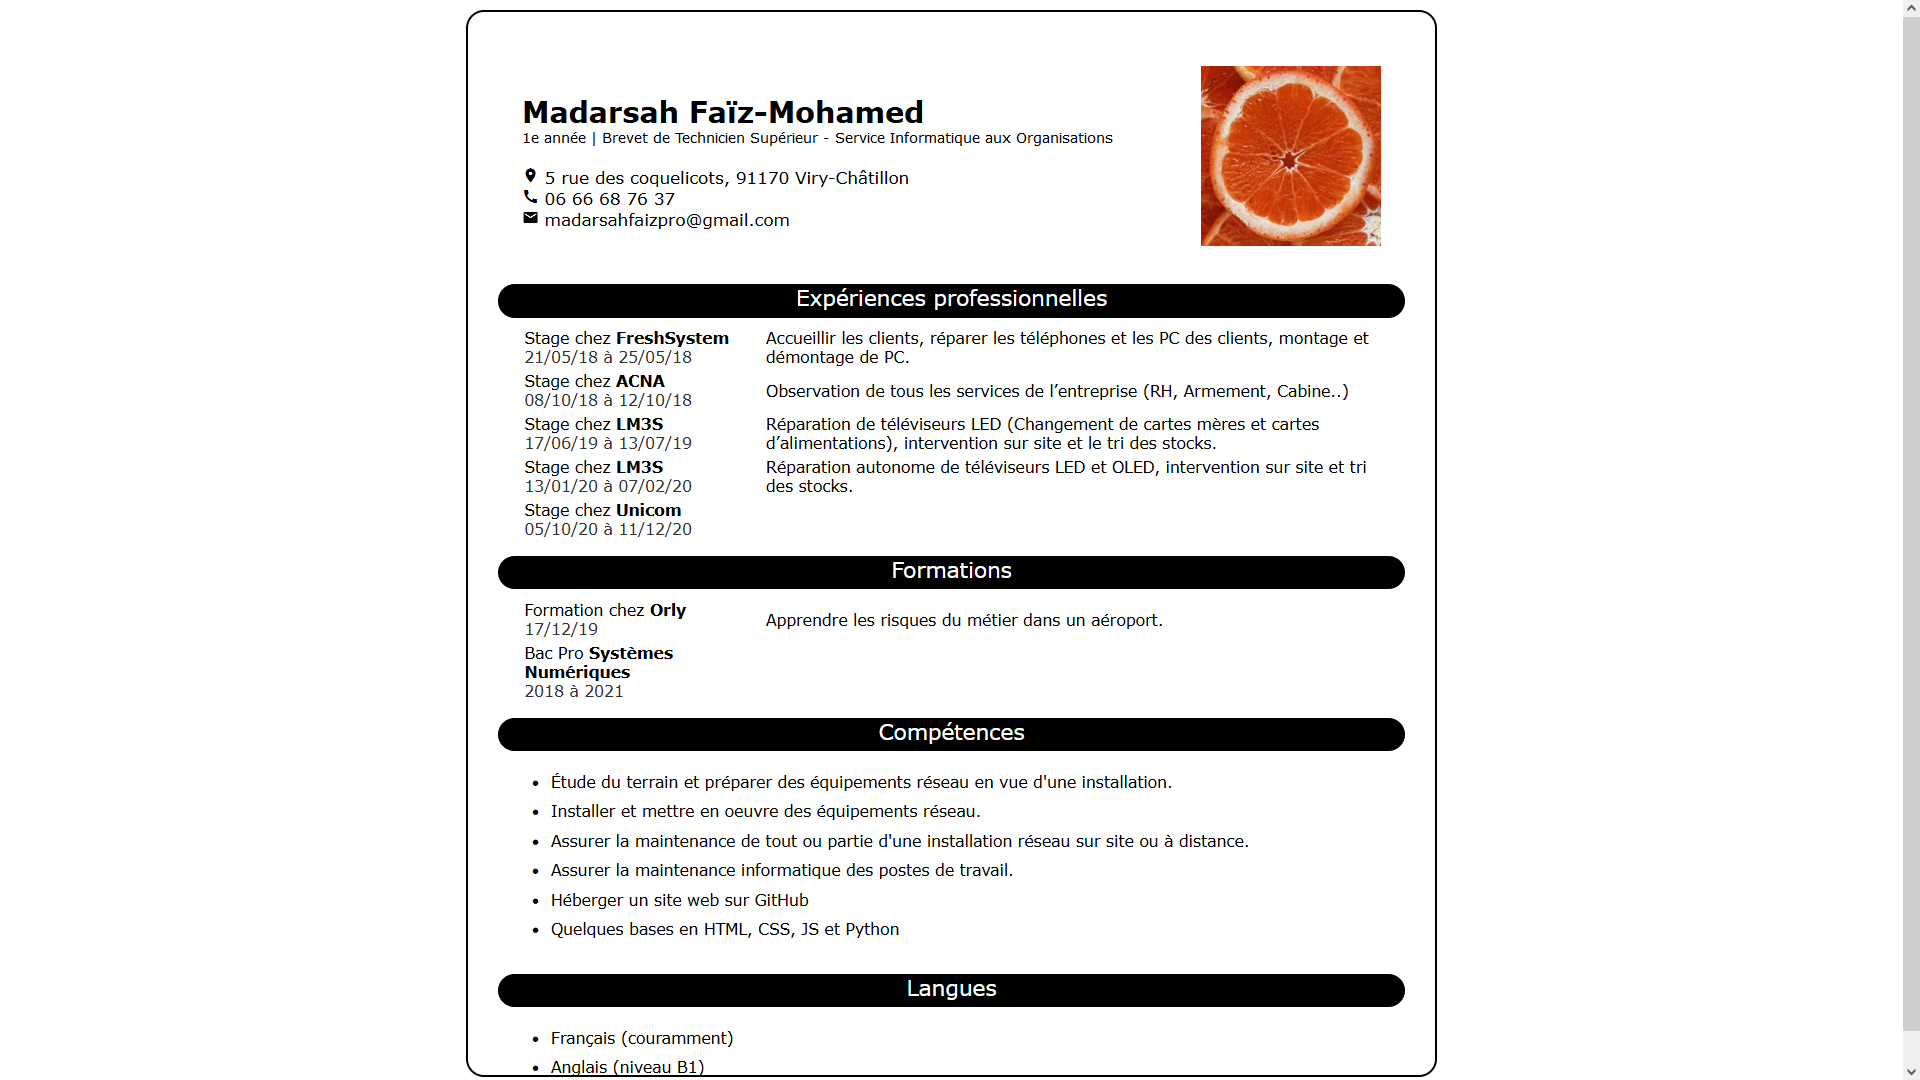 Madarsah Faïz-Mohamed
1e année | Brevet de Technicien Supérieur - Service Informatique aux Organisations
5 rue des coquelicots, 91170 Viry-Châtillon
06 66 68 76 37
madarsahfaizpro@gmail.com
Expériences professionnelles
Stage chez FreshSystem
21/05/18 à 25/05/18
Accueillir les clients, réparer les téléphones et les PC des clients, montage et
démontage de PC.
Stage chez ACNA
08/10/18 à 12/10/18
Observation de tous les services de l’entreprise (RH, Armement, Cabine..)
Stage chez LM3S
17/06/19 à 13/07/19
Réparation de téléviseurs LED (Changement de cartes mères et cartes
d’alimentations), intervention sur site et le tri des stocks.
Stage chez LM3S
13/01/20 à 07/02/20
Réparation autonome de téléviseurs LED et OLED, intervention sur site et tri
des stocks.
Stage chez Unicom
05/10/20 à 11/12/20
Formations
Formation chez Orly
17/12/19
Apprendre les risques du métier dans un aéroport.
Bac Pro Systèmes
Numériques
2018 à 2021
Compétences
• Étude du terrain et préparer des équipements réseau en vue d'une installation.
• Installer et mettre en oeuvre des équipements réseau.
• Assurer la maintenance de tout ou partie d'une installation réseau sur site ou à distance.
• Assurer la maintenance informatique des postes de travail.
• Héberger un site web sur GitHub
• Quelques bases en HTML, CSS, JS et Python
Langues
• Français (couramment)
• Anglais (niveau B1)